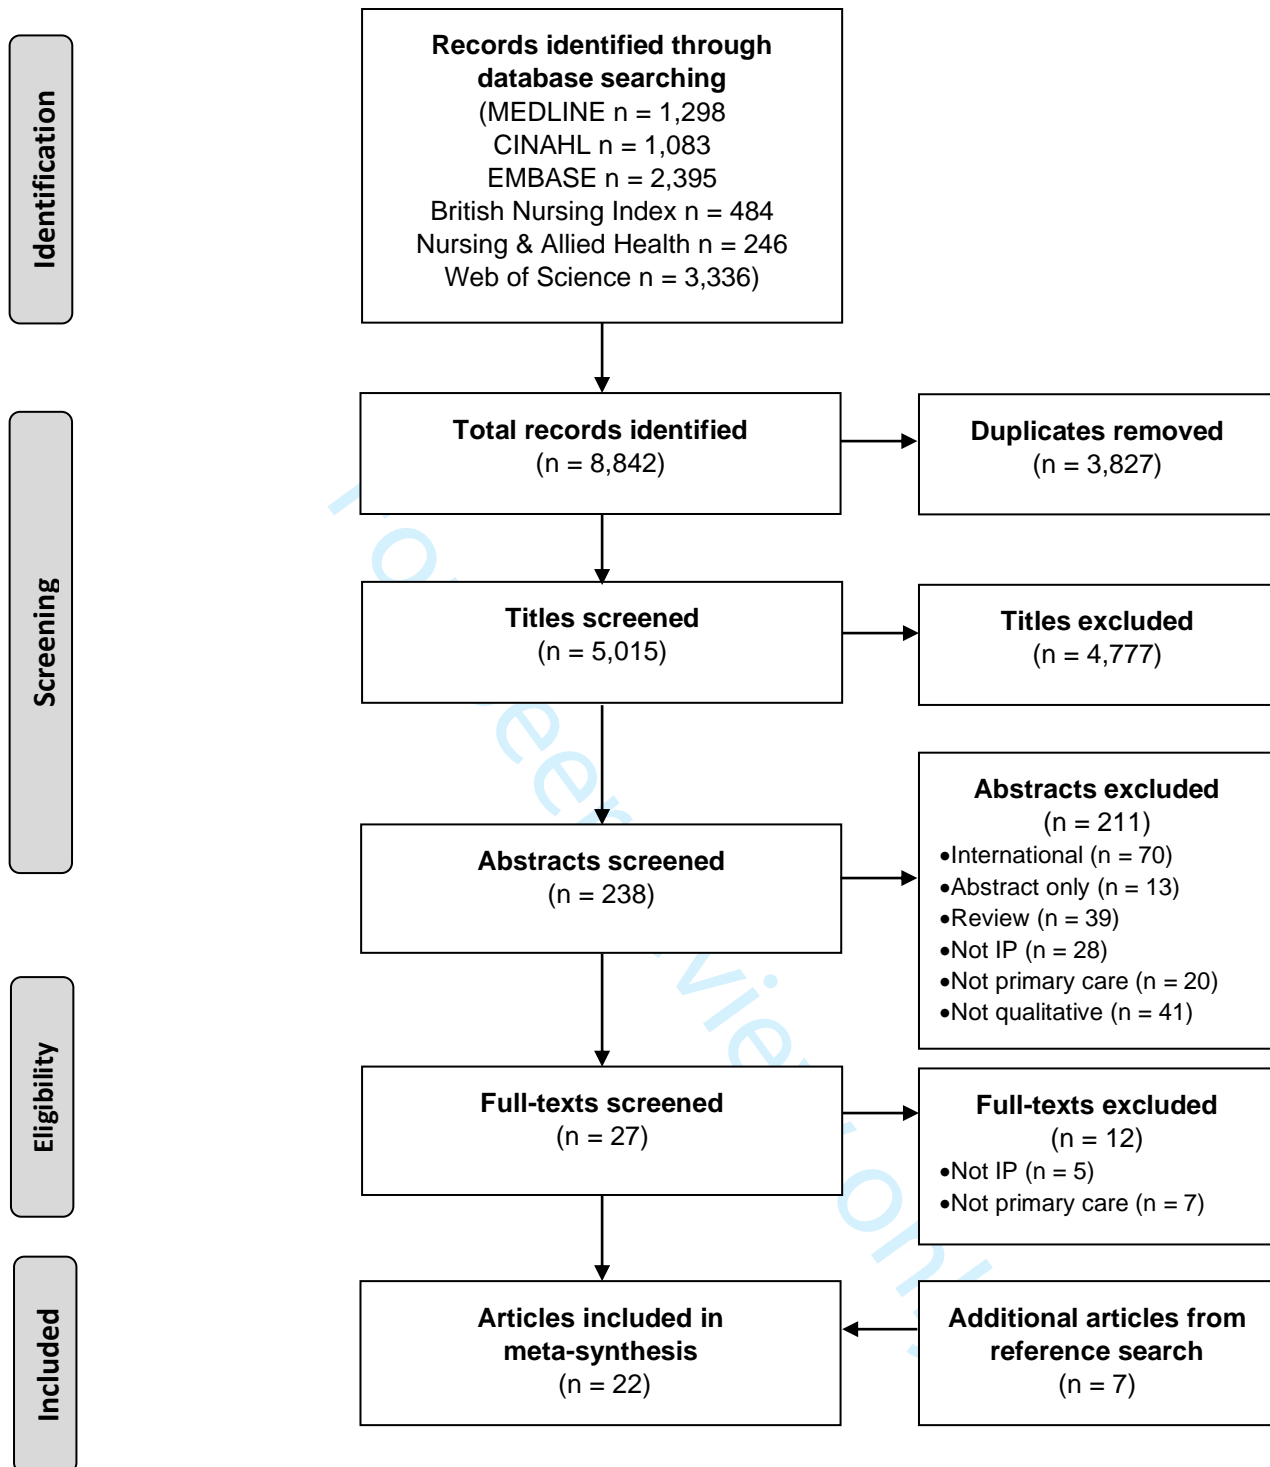 Identification
Records identified through
database searching
(MEDLINE n = 1,298
CINAHL n = 1,083
EMBASE n = 2,395
British Nursing Index n = 484
Nursing & Allied Health n = 246
Web of Science n = 3,336)
Screening
Total records identified
(n = 8,842)
Duplicates removed
(n = 3,827)
Titles screened
(n = 5,015)
Titles excluded
(n = 4,777)
Abstracts screened
(n = 238)
Abstracts excluded
(n = 211)
•International (n = 70)
•Abstract only (n = 13)
•Review (n = 39)
•Not IP (n = 28)
•Not primary care (n = 20)
•Not qualitative (n = 41)
Eligibility
Full-texts screened
(n = 27)
Full-texts excluded
(n = 12)
•Not IP (n = 5)
•Not primary care (n = 7)
Included
Articles included in
meta-synthesis
(n = 22)
Additional articles from
reference search
(n = 7)